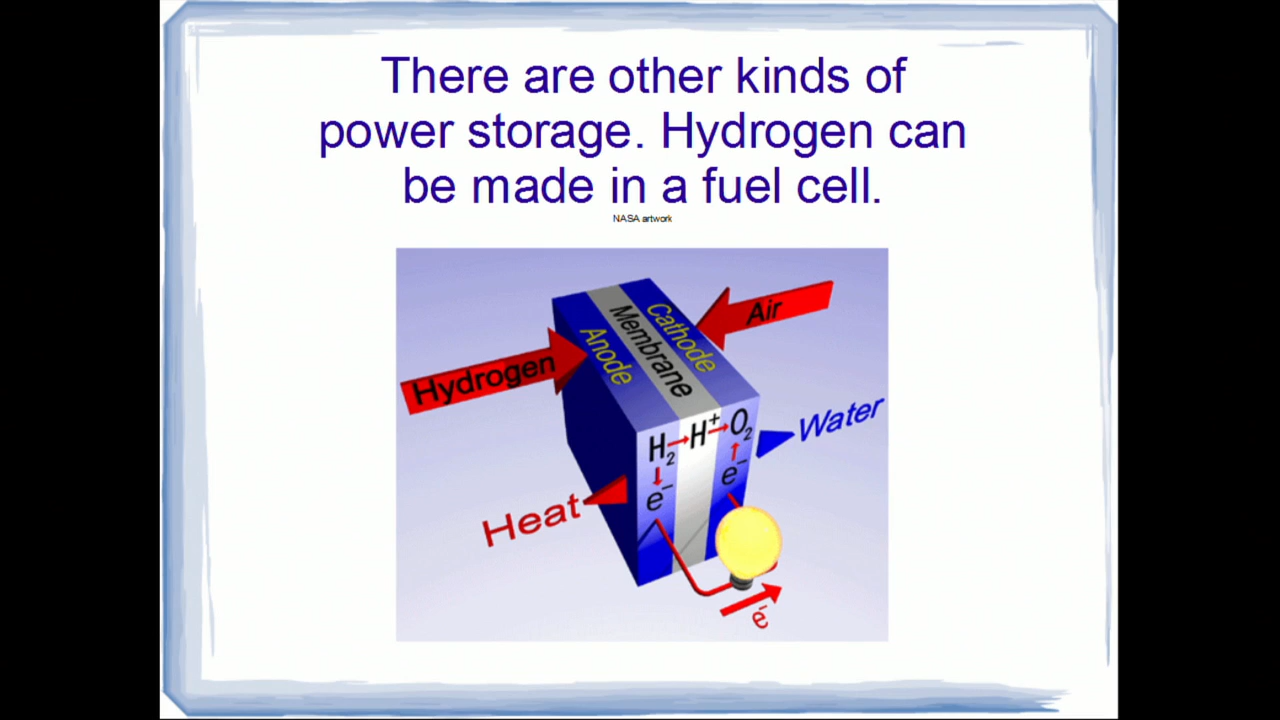 There are other kinds of
power storage. Hydrogen can
be made in a fuel cell.
NASA artwork
Air
Cathode
Membrane
Anode
Hydrogen
H₂→H⁺→O₂
Water
e⁻
e⁻
Heat
e⁻